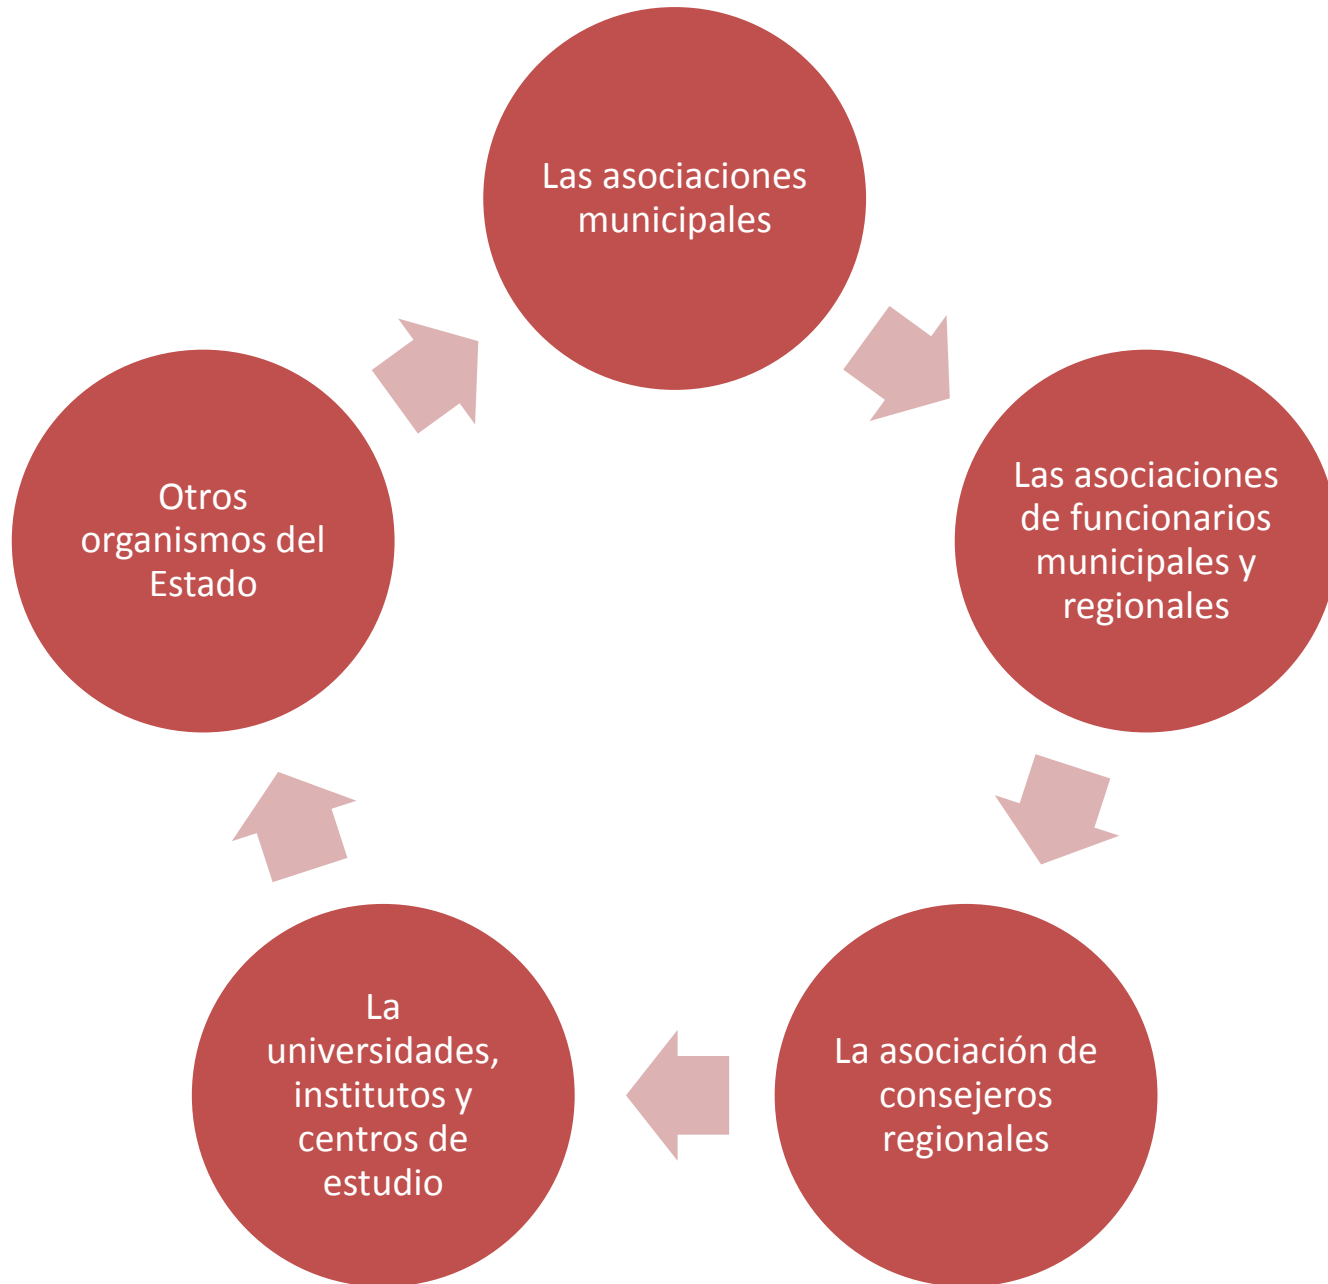 Las asociaciones
municipales
Las asociaciones
de funcionarios
municipales y
regionales
La asociación de
consejeros
regionales
La
universidades,
institutos y
centros de
estudio
Otros
organismos del
Estado